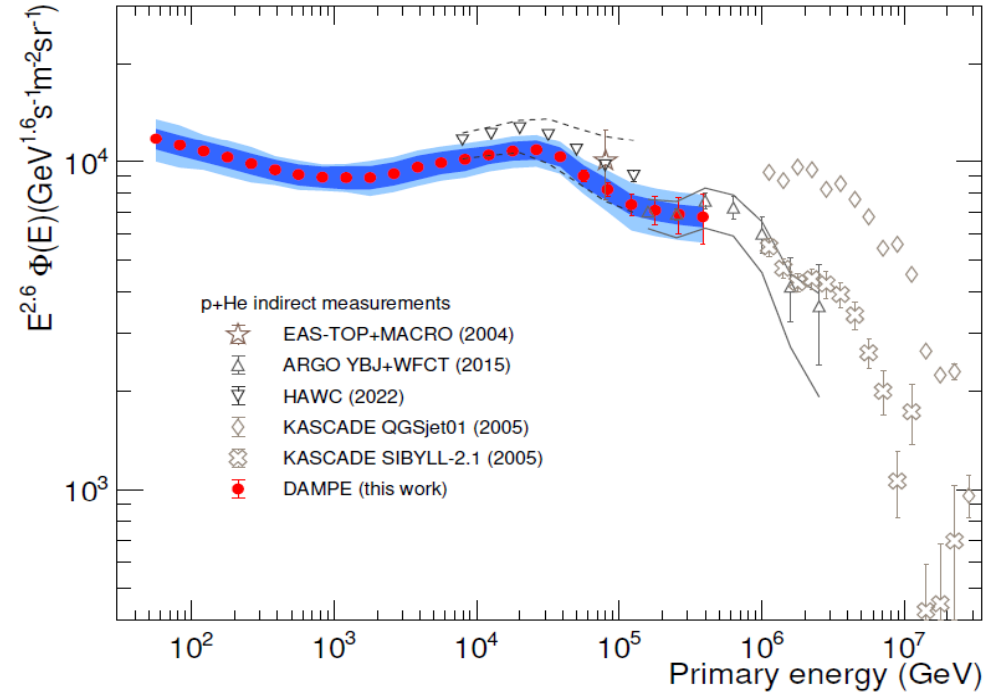 E^2.6 Φ(E)(GeV^1.6 s^-1 m^-2 sr^-1)
10^4
10^3
p+He indirect measurements
EAS-TOP+MACRO (2004)
ARGO YBJ+WFCT (2015)
HAWC (2022)
KASCADE QGSjet01 (2005)
KASCADE SIBYLL-2.1 (2005)
DAMPE (this work)
10^2 10^3 10^4 10^5 10^6 10^7
Primary energy (GeV)